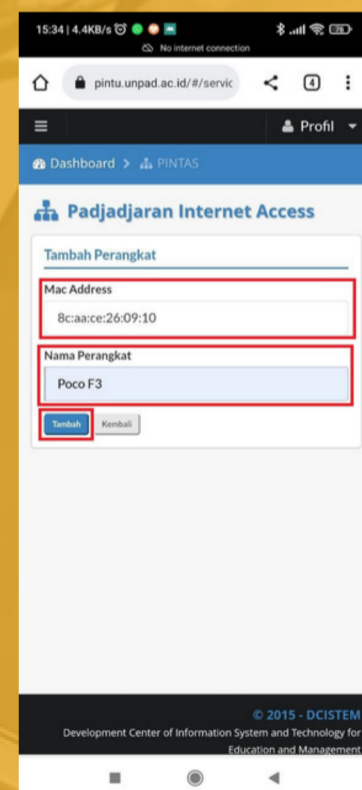 15:34 | 4.4KB/s
No internet connection
76
pintu.unpad.ac.id/#/servic
4
Profil
Dashboard > PINTAS
Padjadjaran Internet Access
Tambah Perangkat
Mac Address
8c:aa:ce:26:09:10
Nama Perangkat
Poco F3
Tambah Kembali
© 2015 - DCISTEM
Development Center of Information System and Technology for
Education and Management